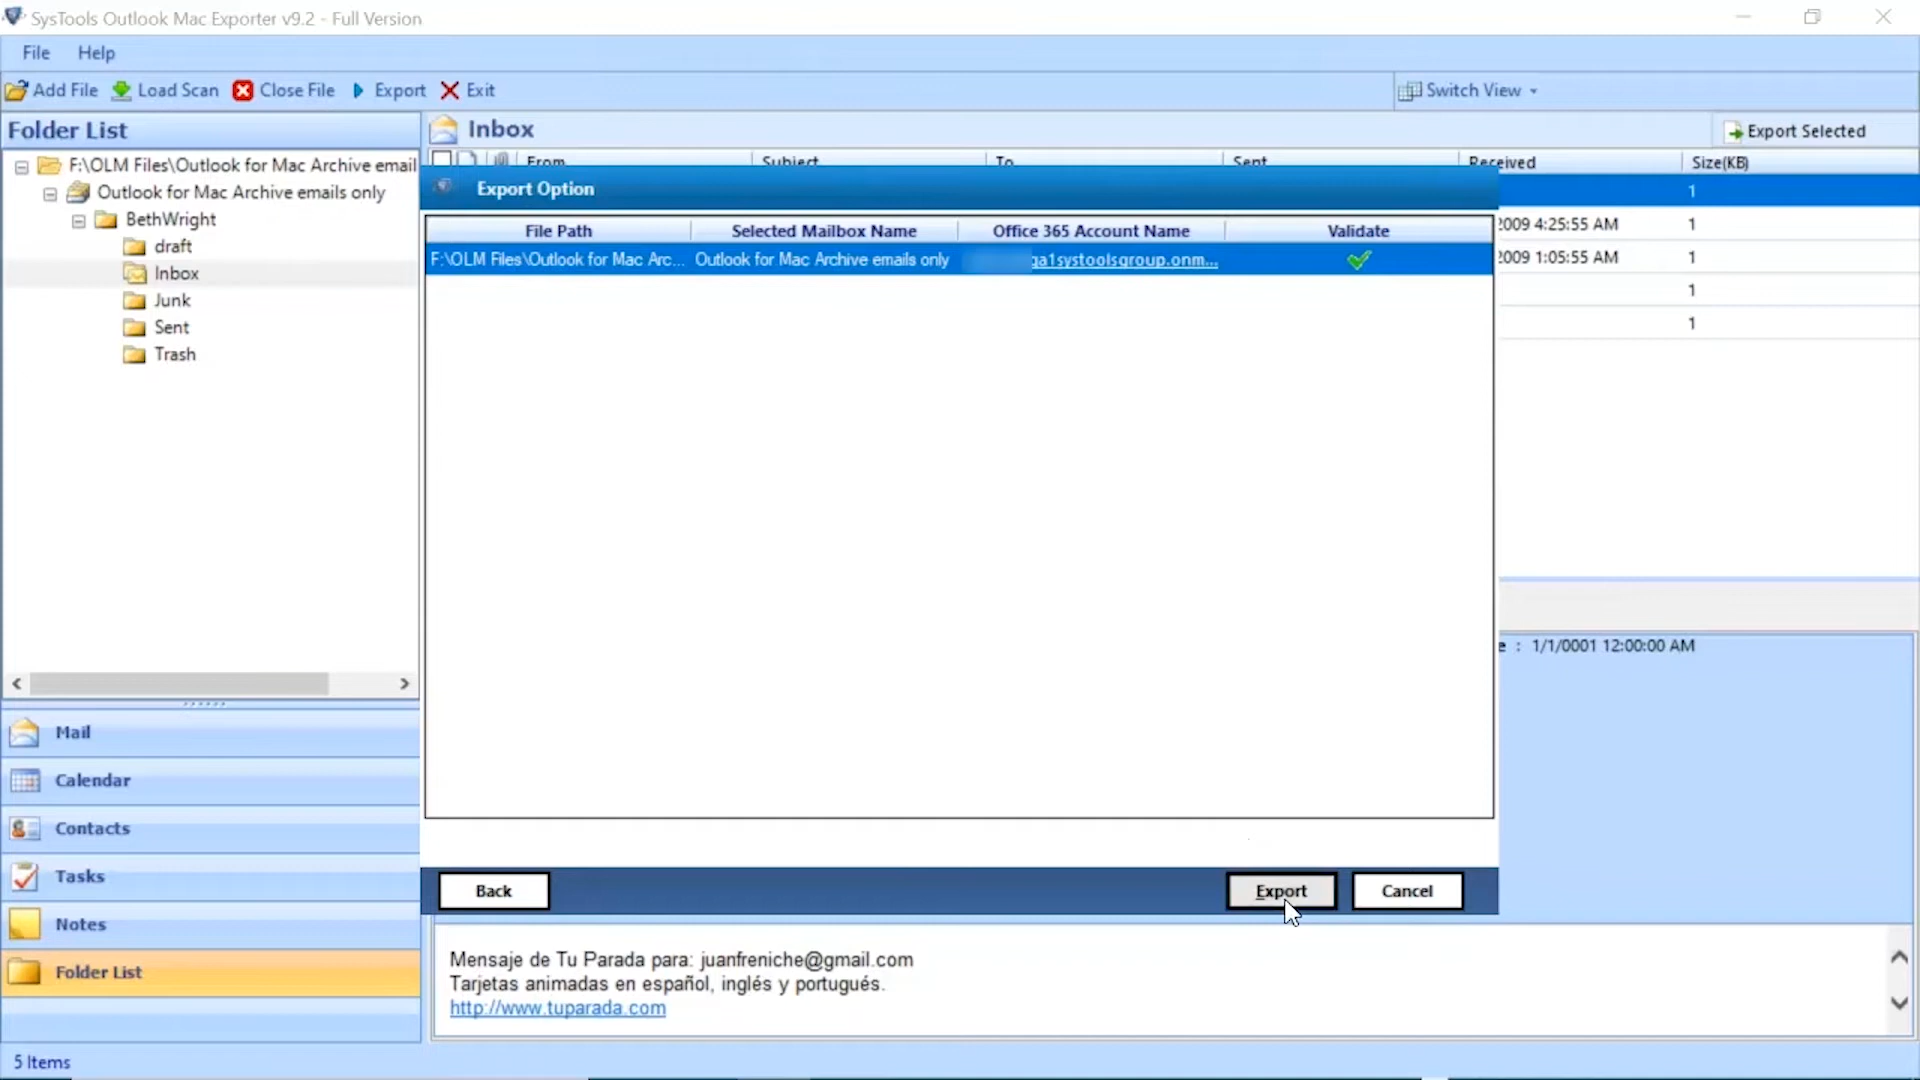 SysTools Outlook Mac Exporter v9.2 - Full Version
File Help
Add File Load Scan Close File Export Exit Switch View
Folder List
Inbox
Export Selected
From Subject To Sent Received Size(KB)
F:\OLM Files\Outlook for Mac Archive email
Outlook for Mac Archive emails only
BethWright
draft
Inbox
Junk
Sent
Trash
Export Option
File Path Selected Mailbox Name Office 365 Account Name Validate
F:\OLM Files\Outlook for Mac Arc... Outlook for Mac Archive emails only qa1systoolsgroup.onm...
1
2009 4:25:55 AM 1
2009 1:05:55 AM 1
1
1
e : 1/1/0001 12:00:00 AM
Back Export Cancel
Mail
Calendar
Contacts
Tasks
Notes
Folder List
Mensaje de Tu Parada para: juanfreniche@gmail.com
Tarjetas animadas en español, inglés y portugués.
http://www.tuparada.com
5 Items